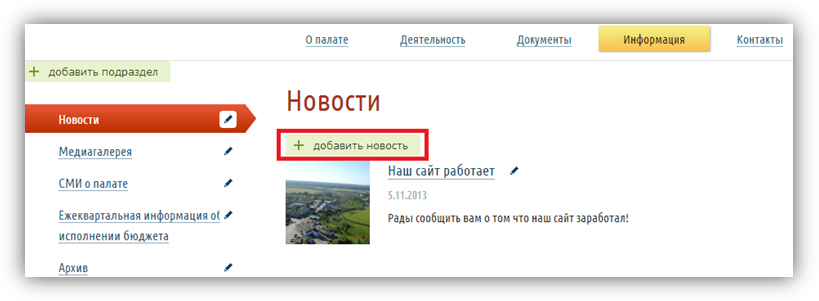 О палате
Деятельность
Документы
Информация
Контакты
+ добавить подраздел
Новости
Медиагалерея
СМИ о палате
Ежеквартальная информация об
исполнении бюджета
Архив
Новости
+ добавить новость
Наш сайт работает
5.11.2013
Рады сообщить вам о том что наш сайт заработал!